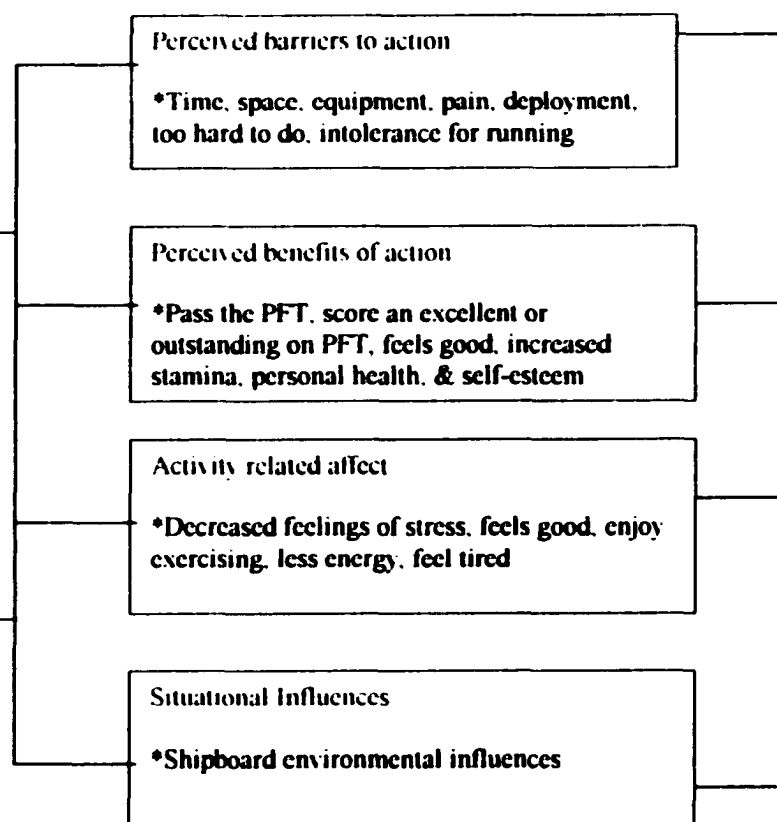 Perceived barriers to action
*Time, space, equipment, pain, deployment,
too hard to do, intolerance for running
Perceived benefits of action
*Pass the PFT, score an excellent or
outstanding on PFT, feels good, increased
stamina, personal health, & self-esteem
Activity related affect
*Decreased feelings of stress, feels good, enjoy
exercising, less energy, feel tired
Situational Influences
*Shipboard environmental influences